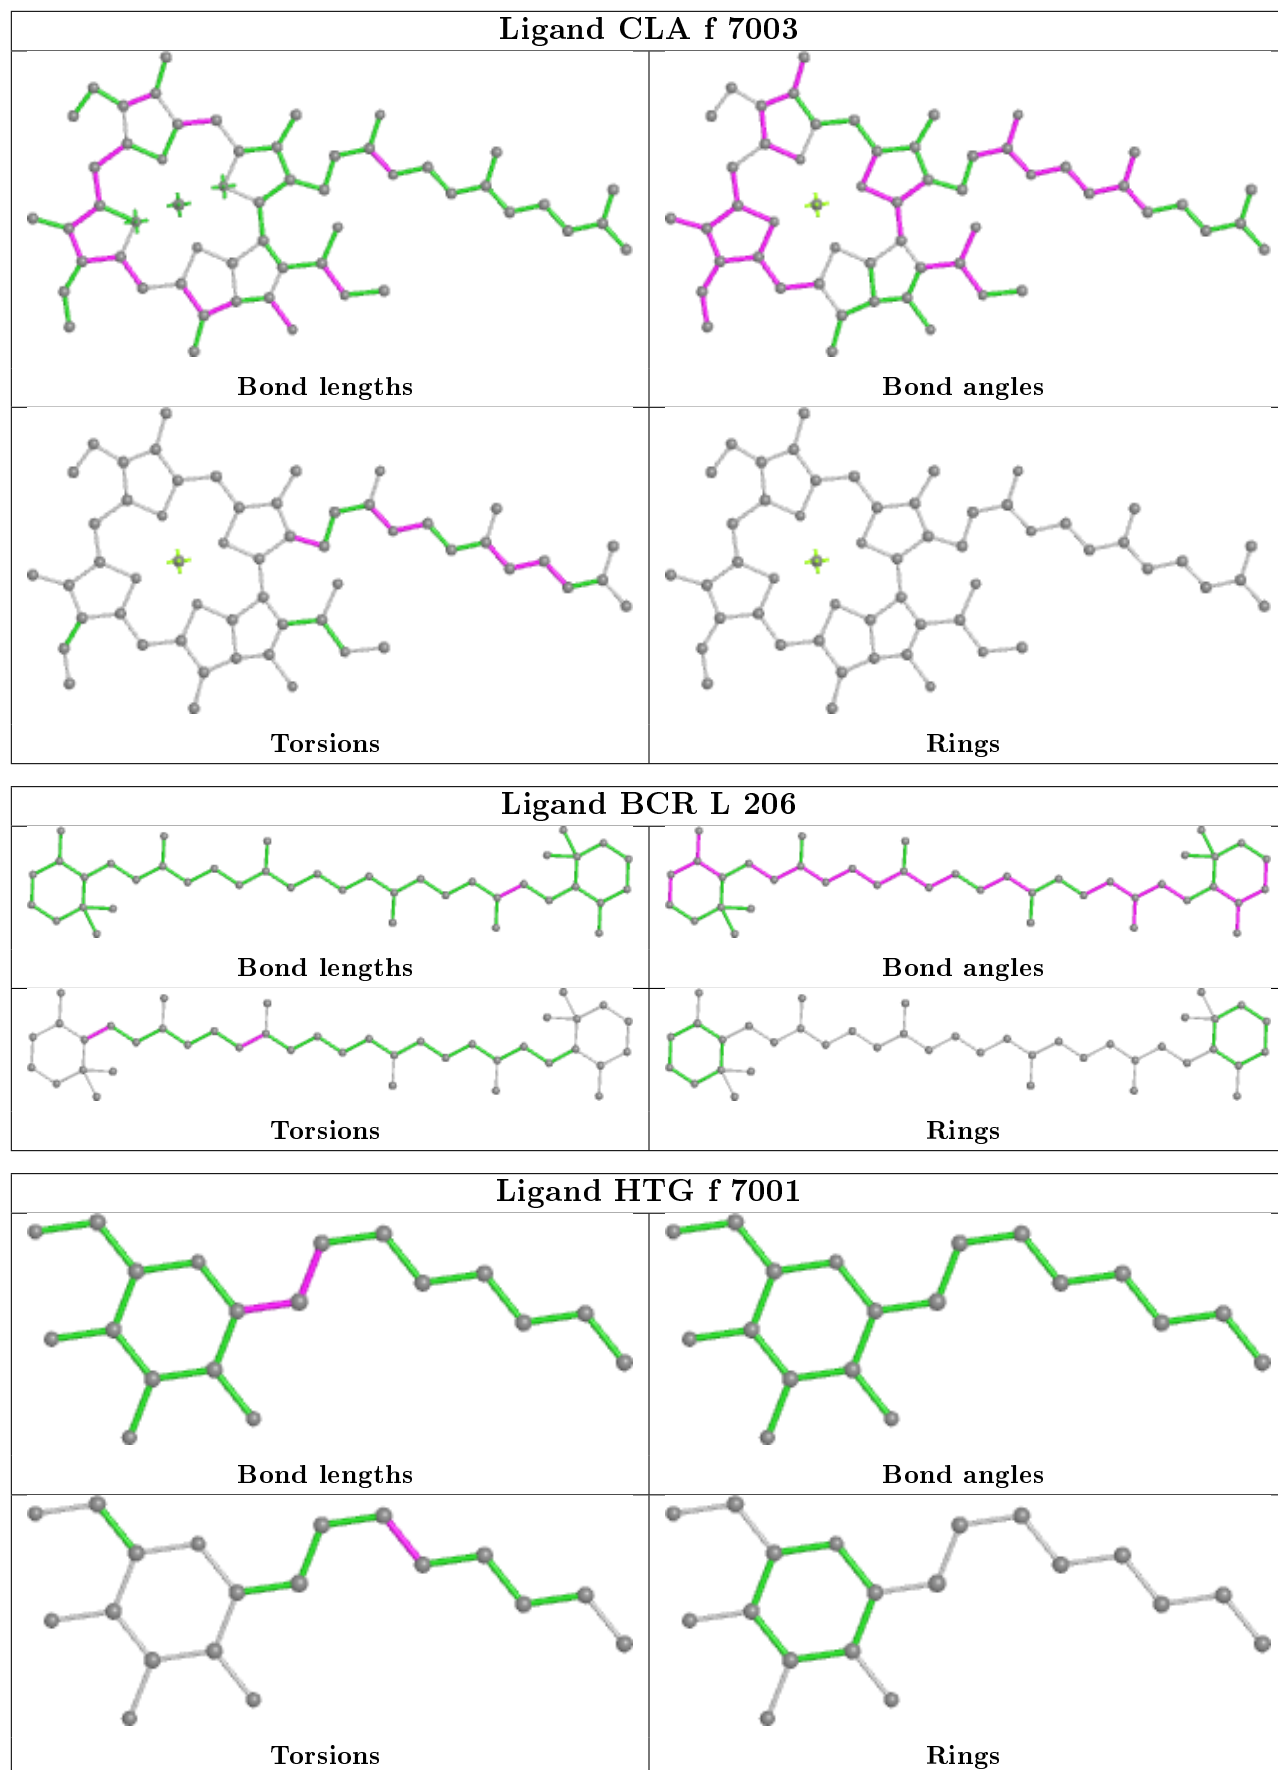 Ligand CLA f 7003
Bond lengths
Bond angles
Torsions
Rings
Ligand BCR L 206
Bond lengths
Bond angles
Torsions
Rings
Ligand HTG f 7001
Bond lengths
Bond angles
Torsions
Rings